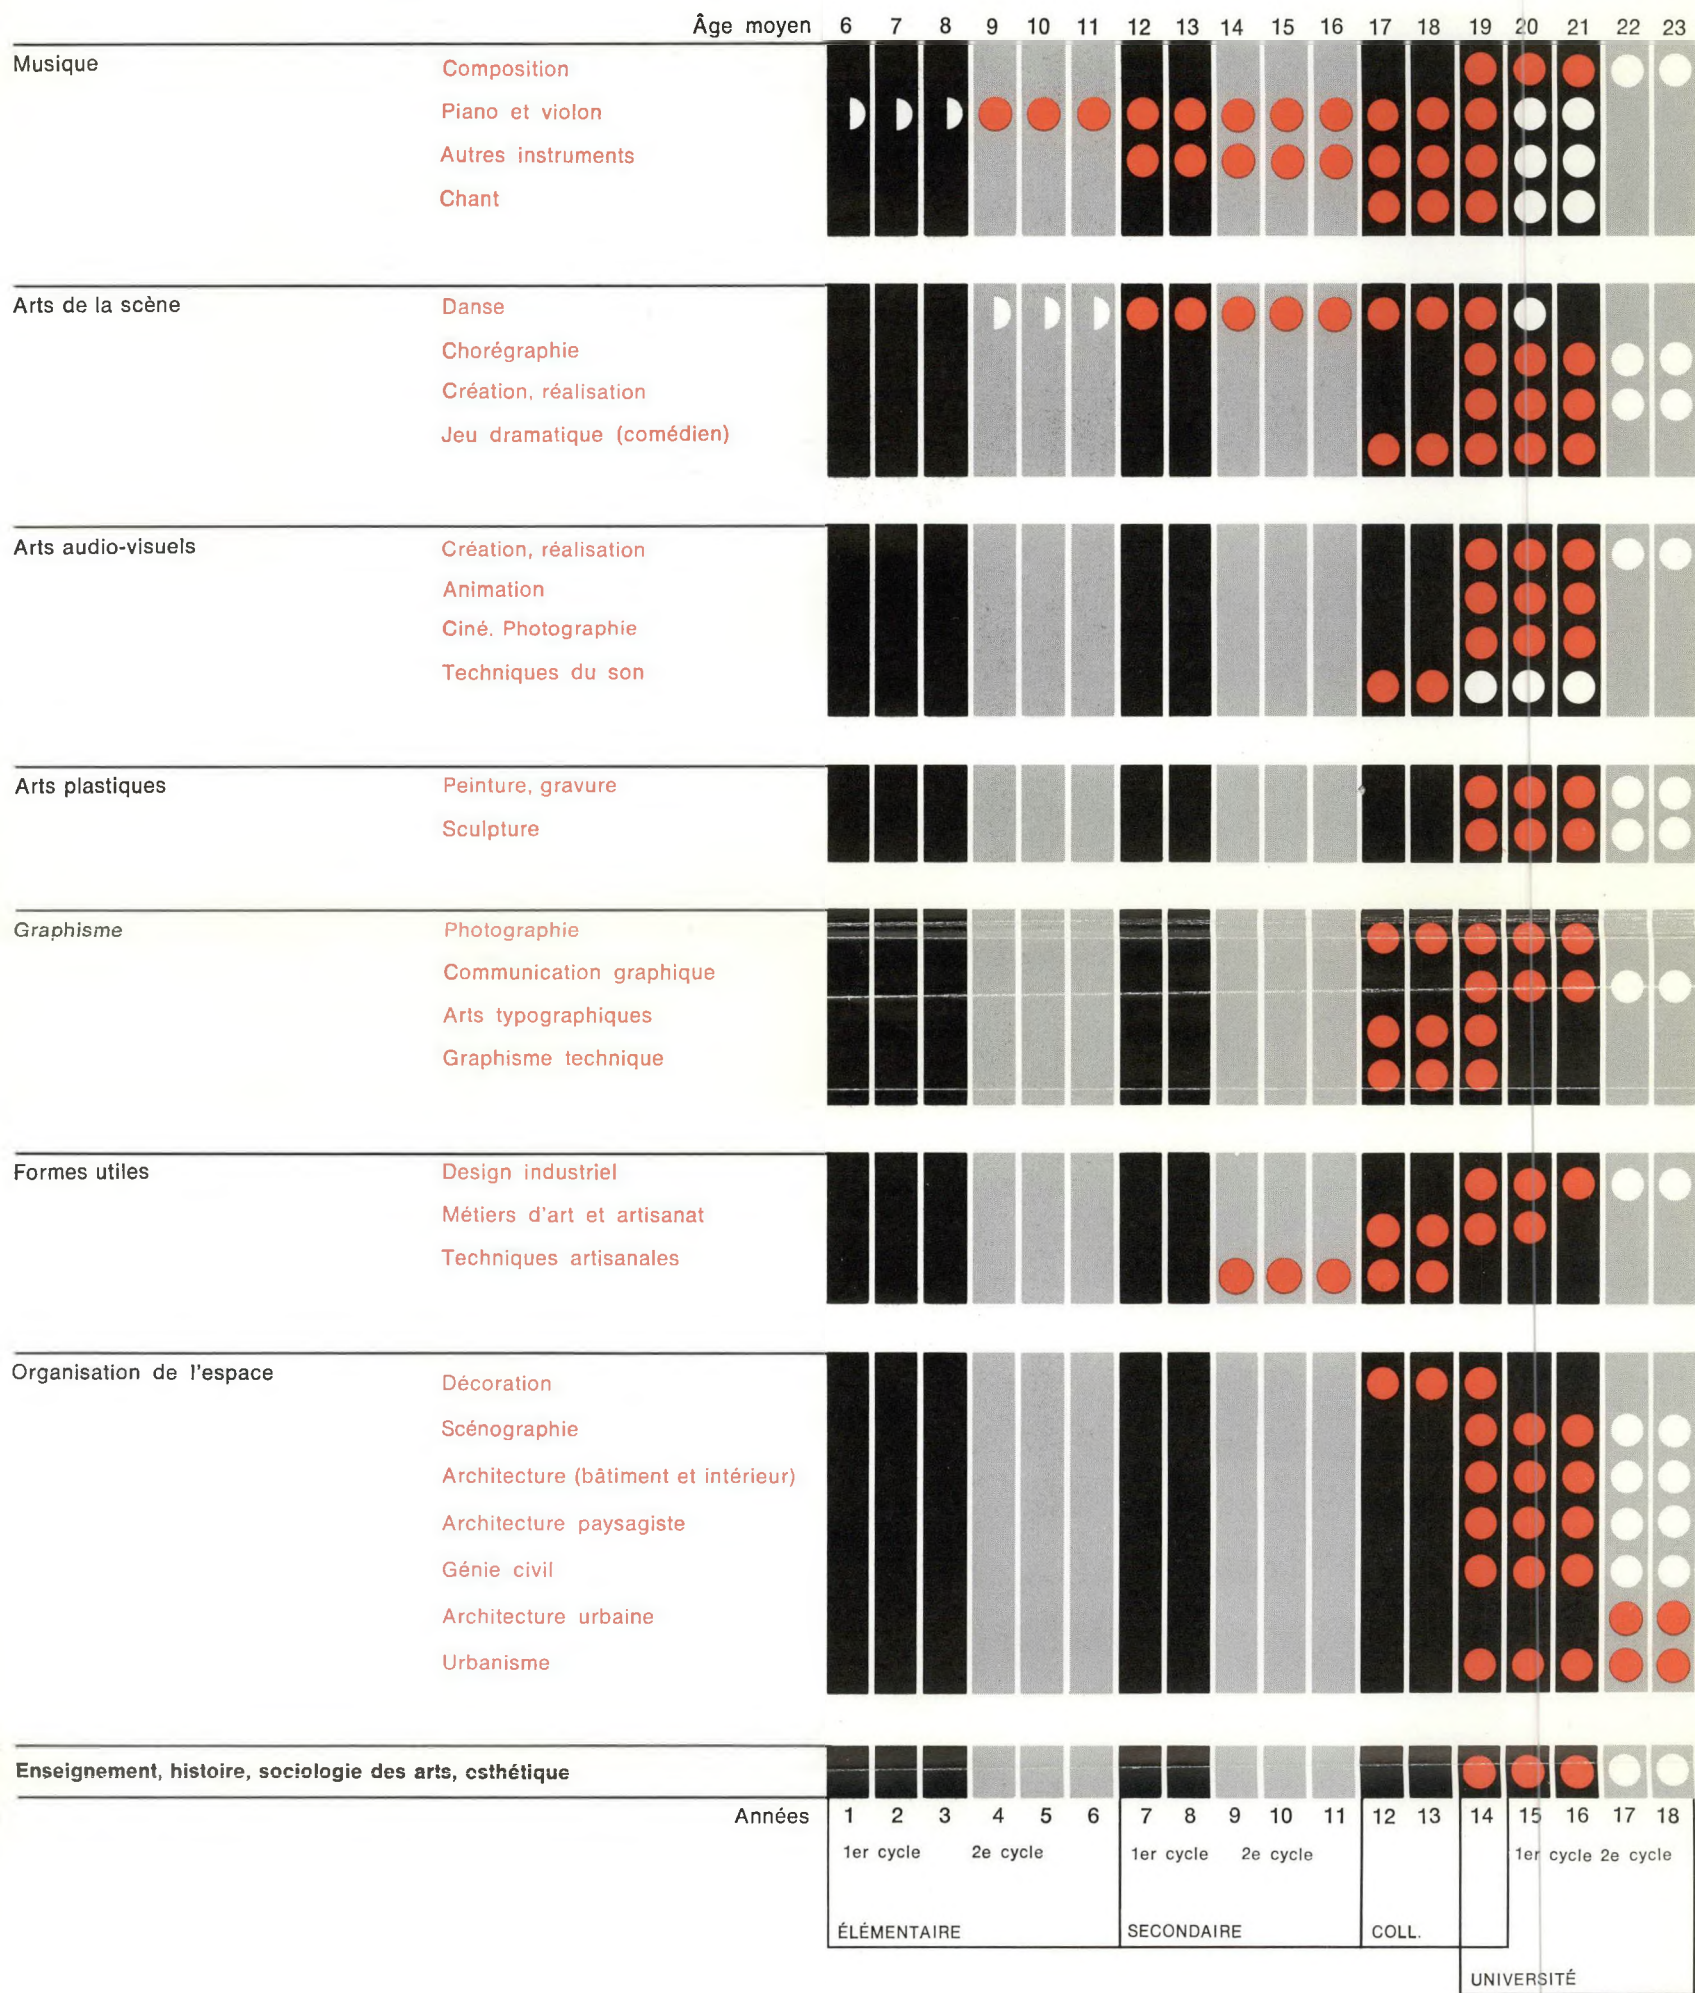 Âge moyen 6 7 8 9 10 11 12 13 14 15 16 17 18 19 20 21 22 23
Musique Composition
Piano et violon
Autres instruments
Chant
Arts de la scène Danse
Chorégraphie
Création, réalisation
Jeu dramatique (comédien)
Arts audio-visuels Création, réalisation
Animation
Ciné. Photographie
Techniques du son
Arts plastiques Peinture, gravure
Sculpture
Graphisme Photographie
Communication graphique
Arts typographiques
Graphisme technique
Formes utiles Design industriel
Métiers d'art et artisanat
Techniques artisanales
Organisation de l'espace Décoration
Scénographie
Architecture (bâtiment et intérieur)
Architecture paysagiste
Génie civil
Architecture urbaine
Urbanisme
Enseignement, histoire, sociologie des arts, esthétique
Années 1 2 3 4 5 6 7 8 9 10 11 12 13 14 15 16 17 18
1er cycle 2e cycle 1er cycle 2e cycle 1er cycle 2e cycle
ÉLÉMENTAIRE SECONDAIRE COLL.
UNIVERSITÉ